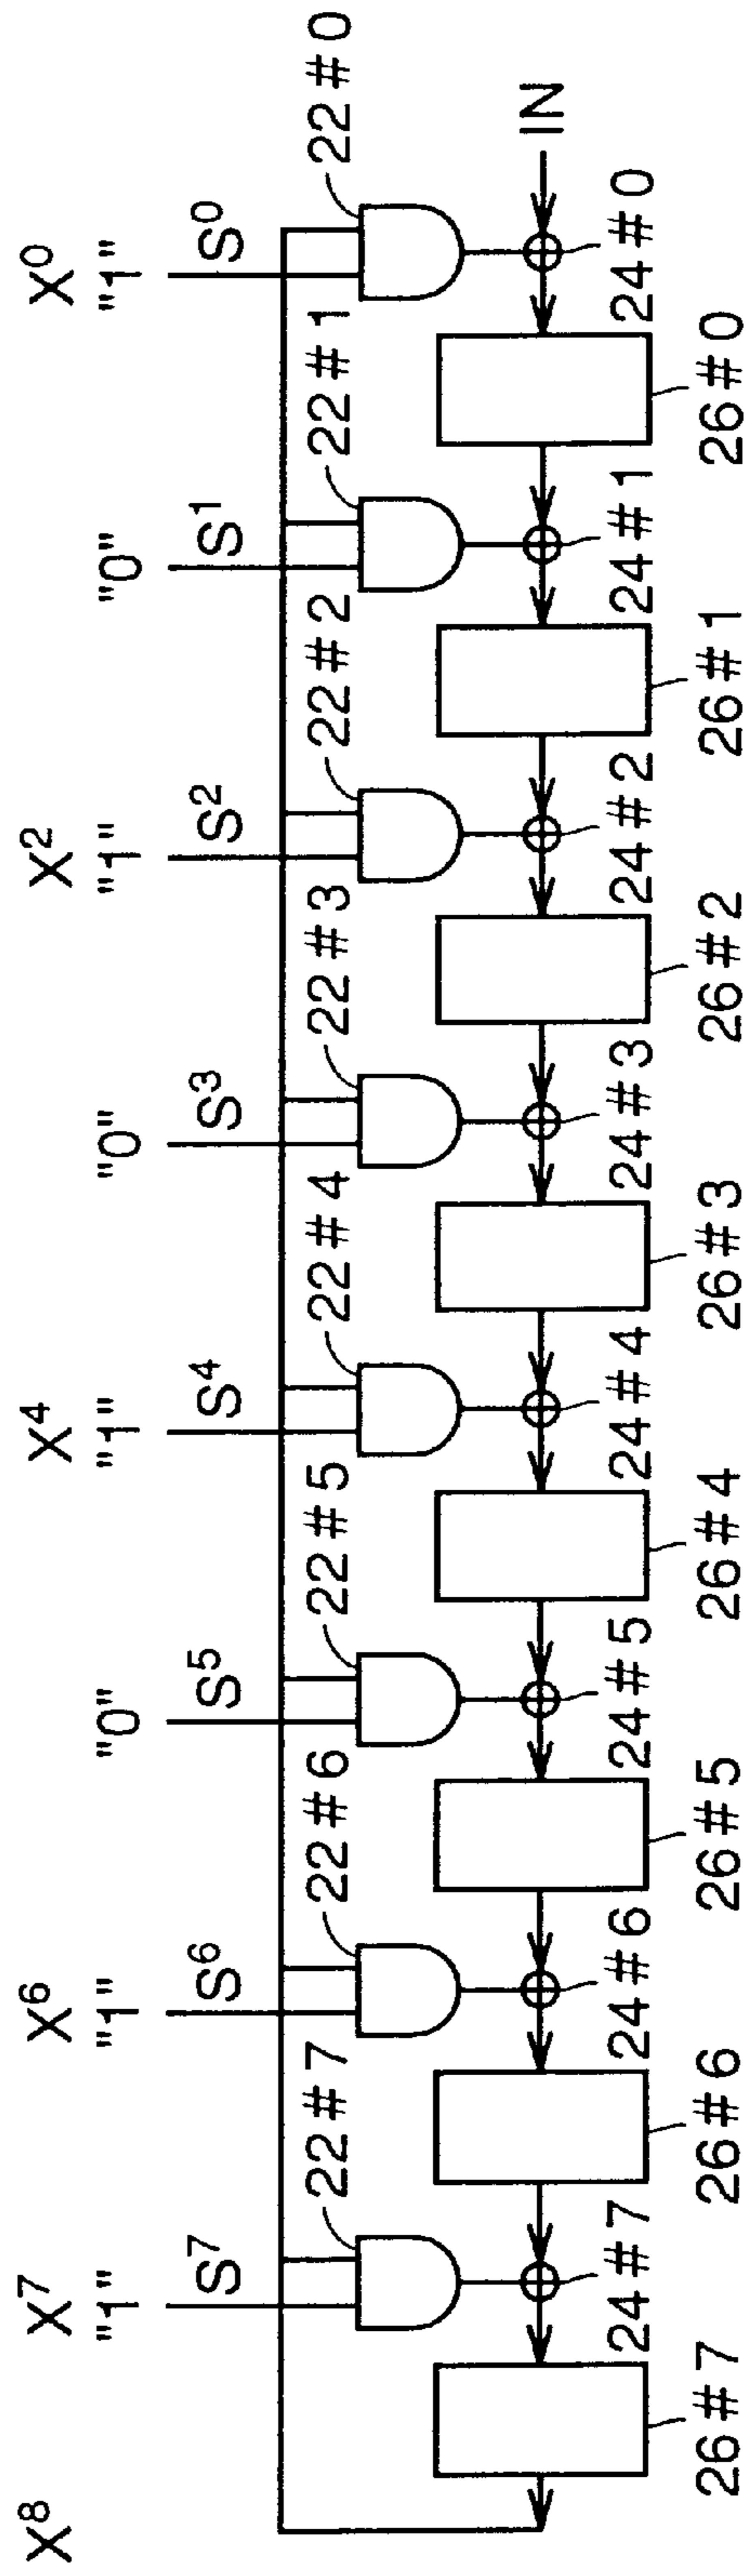 X⁸ X⁷ X⁶ X⁴ X² X⁰
"1" "1" "0" "1" "0" "1" "0" "1"
S⁷ S⁶ S⁵ S⁴ S³ S² S¹ S⁰
22#7 22#6 22#5 22#4 22#3 22#2 22#1 22#0
IN
24#7 24#6 24#5 24#4 24#3 24#2 24#1 24#0
26#7 26#6 26#5 26#4 26#3 26#2 26#1 26#0